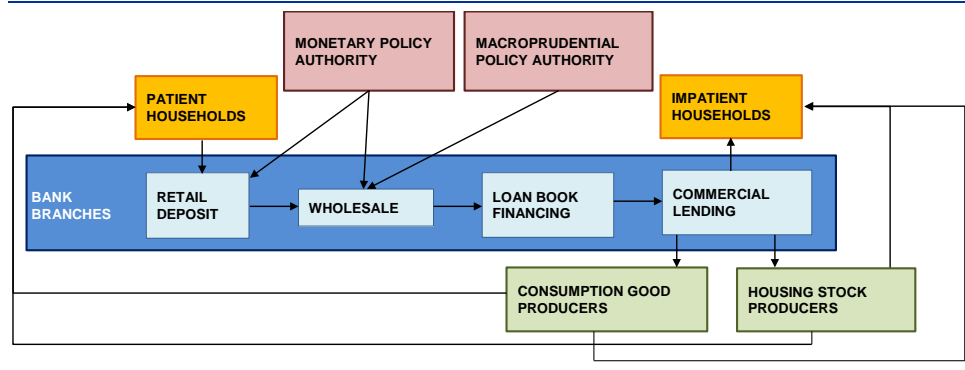 MONETARY POLICY
AUTHORITY
MACROPRUDENTIAL
POLICY AUTHORITY
PATIENT
HOUSEHOLDS
IMPATIENT
HOUSEHOLDS
BANK
BRANCHES
RETAIL
DEPOSIT
WHOLESALE
LOAN BOOK
FINANCING
COMMERCIAL
LENDING
CONSUMPTION GOOD
PRODUCERS
HOUSING STOCK
PRODUCERS